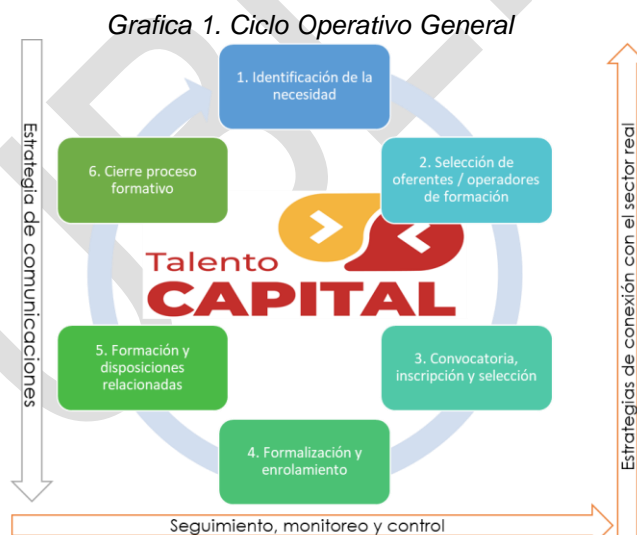 Grafica 1. Ciclo Operativo General
1. Identificación de la
necesidad
2. Selección de
oferentes / operadores
de formación
3. Convocatoria,
inscripción y selección
4. Formalización y
enrolamiento
5. Formación y
disposiciones
relacionadas
6. Cierre proceso
formativo
Talento
CAPITAL
Estrategia de comunicaciones
Seguimiento, monitoreo y control
Estrategias de conexión con el sector real